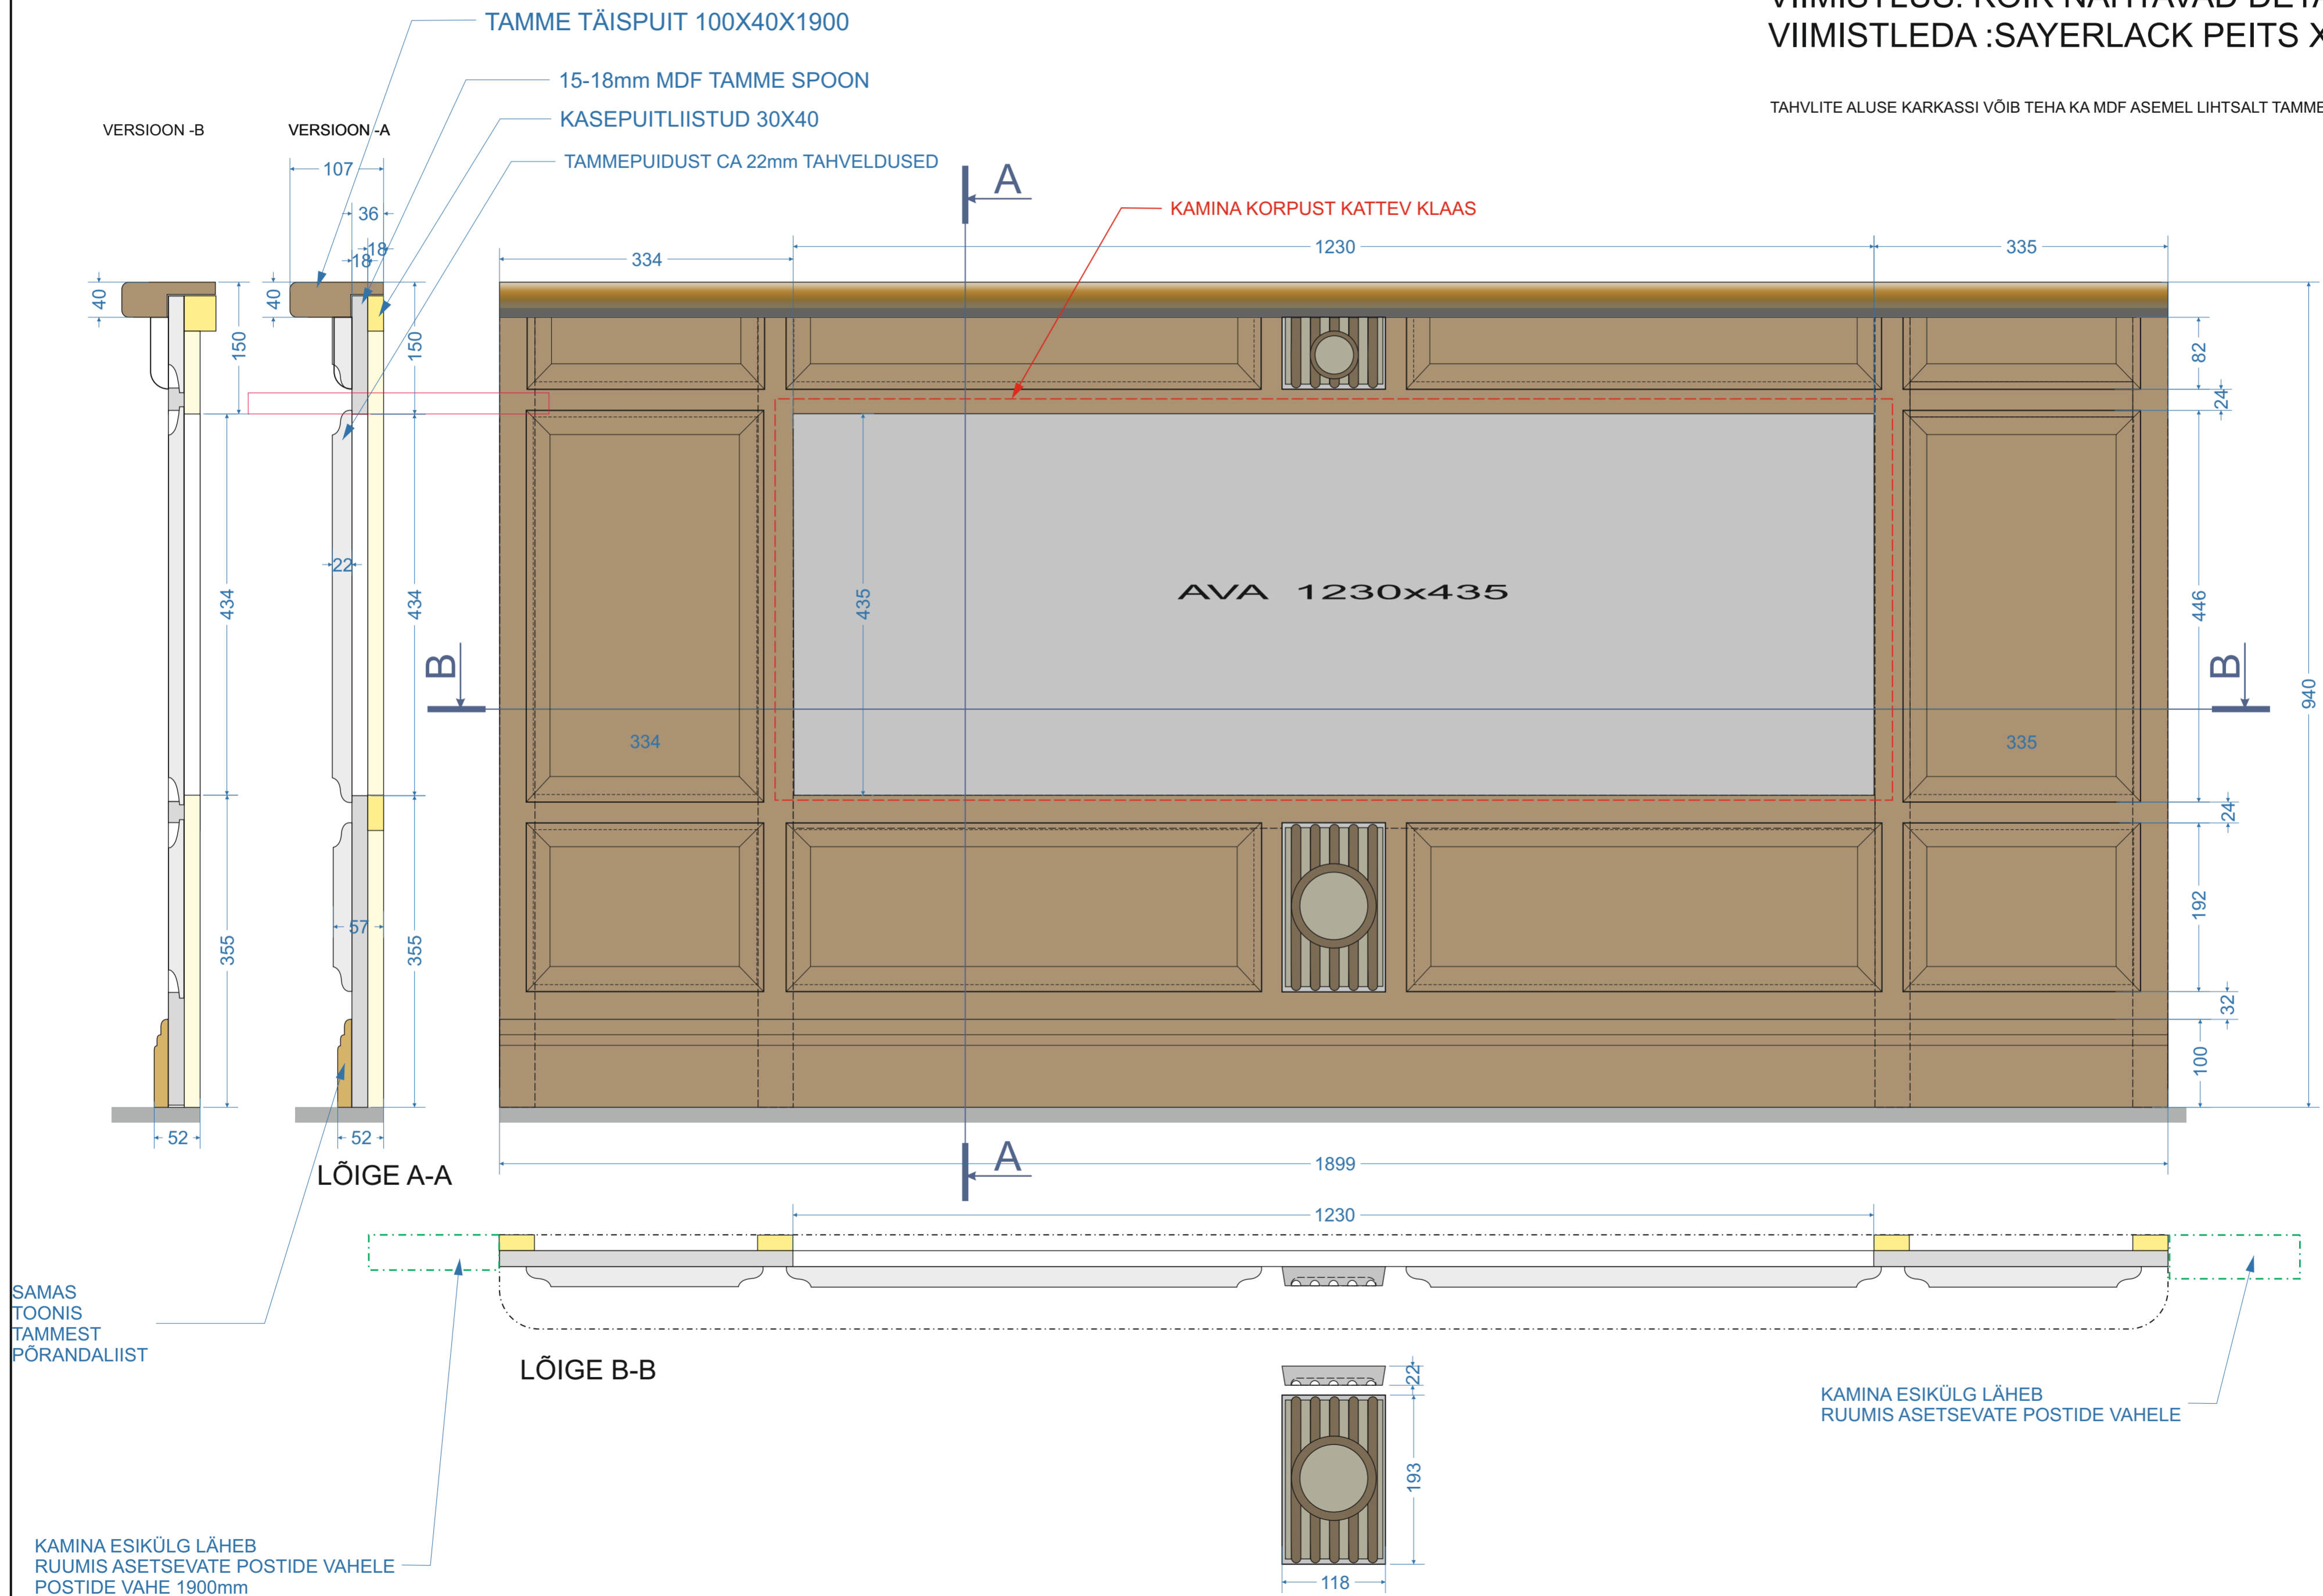 VIIMISTLEDA :SAYERLACK PEITS X
TAHVLITE ALUSE KARKASSI VÕIB TEHA KA MDF ASEMEL LIHTSALT TAMME
TAMME TÄISPUIT 100X40X1900
15-18mm MDF TAMME SPOON
KASEPUITLIISTUD 30X40
TAMMEPUIDUST CA 22mm TAHVELDUSED
VERSIOON -B
VERSIOON -A
107
36
18
18
40
40
150
150
434
434
22
355
355
57
52
52
LÕIGE A-A
A
KAMINA KORPUST KATTEV KLAAS
334
1230
335
82
24
446
24
192
32
100
940
435
AVA 1230x435
B
B
334
335
A
1899
1230
SAMAS
TOONIS
TAMMEST
PÕRANDALIIST
LÕIGE B-B
22
193
118
KAMINA ESIKÜLG LÄHEB
RUUMIS ASETSEVATE POSTIDE VAHELE
KAMINA ESIKÜLG LÄHEB
RUUMIS ASETSEVATE POSTIDE VAHELE
POSTIDE VAHE 1900mm